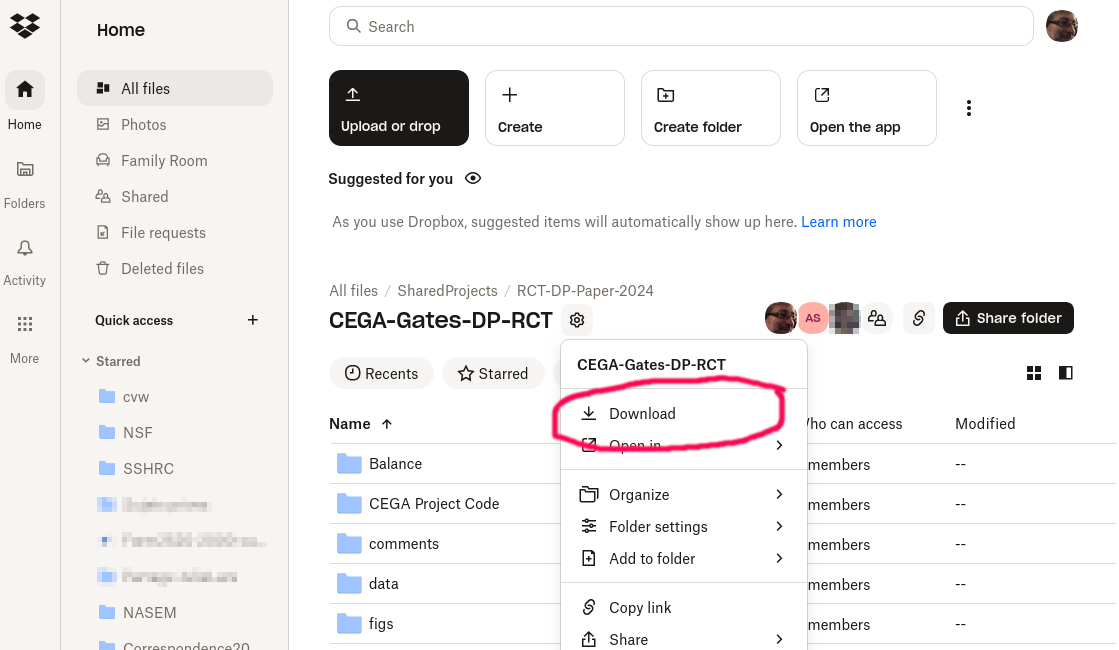 Home
Search
All files
Home
Photos
Family Room
Shared
File requests
Deleted files
Folders
Activity
More
Quick access
Starred
cvw
NSF
SSHRC
NASEM
Correspondence20
Upload or drop
Create
Create folder
Open the app
Suggested for you
As you use Dropbox, suggested items will automatically show up here. Learn more
All files / SharedProjects / RCT-DP-Paper-2024
CEGA-Gates-DP-RCT
AS
Share folder
Recents
Starred
CEGA-Gates-DP-RCT
Download
Open in
Organize
Folder settings
Add to folder
Copy link
Share
Name
ho can access
Modified
Balance
members
--
CEGA Project Code
members
--
comments
members
--
data
members
--
figs
members
--